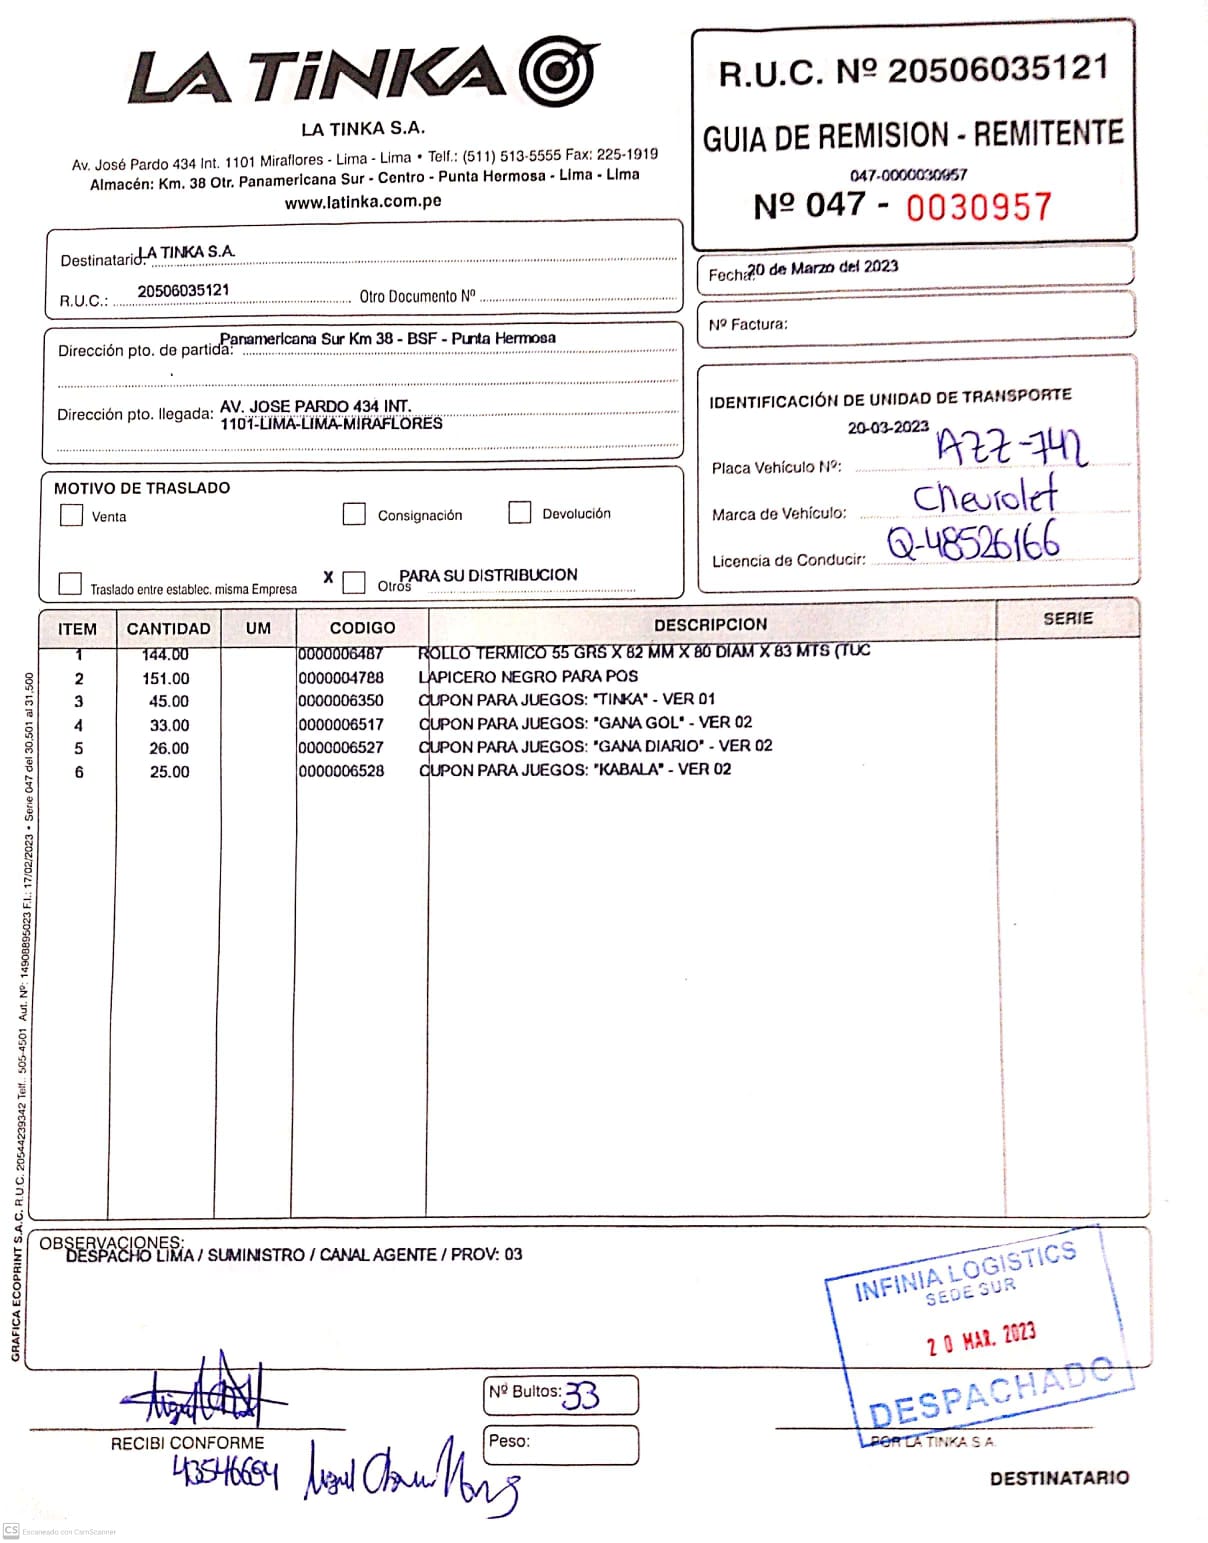 LA TiNKA
LA TINKA S.A.
Av. José Pardo 434 Int. 1101 Miraflores - Lima - Lima • Telf.: (511) 513-5555 Fax: 225-1919
Almacén: Km. 38 Otr. Panamericana Sur - Centro - Punta Hermosa - Lima - Lima
www.latinka.com.pe
R.U.C. Nº 20506035121
GUIA DE REMISION - REMITENTE
047-0000030957
Nº 047 - 0030957
Destinatario: LA TINKA S.A.
R.U.C.: 20506035121 Otro Documento Nº
Fecha: 20 de Marzo del 2023
Nº Factura:
Dirección pto. de partida: Panamericana Sur Km 38 - BSF - Punta Hermosa
Dirección pto. llegada: AV. JOSE PARDO 434 INT.
1101-LIMA-LIMA-MIRAFLORES
IDENTIFICACIÓN DE UNIDAD DE TRANSPORTE
20-03-2023
Placa Vehículo Nº: AZZ-742
Marca de Vehículo: Chevrolet
Licencia de Conducir: Q-48526166
MOTIVO DE TRASLADO
Venta Consignación Devolución
Traslado entre establec. misma Empresa X Otros PARA SU DISTRIBUCION
ITEM CANTIDAD UM CODIGO DESCRIPCION SERIE
1 144.00 0000006487 ROLLO TERMICO 55 GRS X 82 MM X 80 DIAM X 83 MTS (TUC
2 151.00 0000004788 LAPICERO NEGRO PARA POS
3 45.00 0000006350 CUPON PARA JUEGOS: "TINKA" - VER 01
4 33.00 0000006517 CUPON PARA JUEGOS: "GANA GOL" - VER 02
5 26.00 0000006527 CUPON PARA JUEGOS: "GANA DIARIO" - VER 02
6 25.00 0000006528 CUPON PARA JUEGOS: "KABALA" - VER 02
GRAFICA ECOPRINT S.A.C. R.U.C. 20544239342 Telf.. 505-4501 Aut. Nº: 14908895023 F.I.: 17/02/2023 • Serie 047 del 30,501 al 31,500
OBSERVACIONES:
DESPACHO LIMA / SUMINISTRO / CANAL AGENTE / PROV: 03
INFINIA LOGISTICS
SEDE SUR
20 MAR. 2023
DESPACHADO
Nº Bultos: 33
Peso:
RECIBI CONFORME
43546694
POR LA TINKA S.A.
DESTINATARIO
CS Escaneado con CamScanner